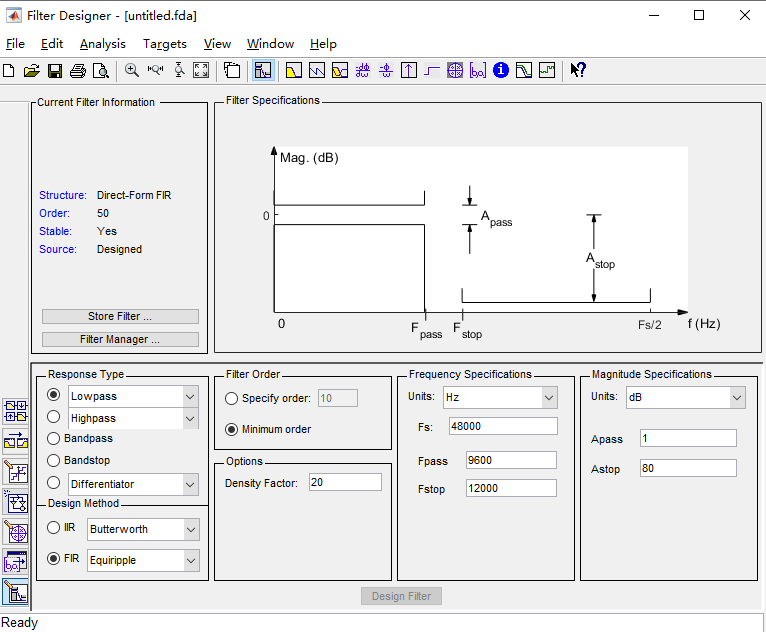 Filter Designer - [untitled.fda]
File Edit Analysis Targets View Window Help
Current Filter Information
Structure: Direct-Form FIR
Order: 50
Stable: Yes
Source: Designed
Store Filter ...
Filter Manager ...
Filter Specifications
Mag. (dB)
0
A pass
A stop
0 F pass F stop Fs/2 f (Hz)
Response Type
Lowpass
Highpass
Bandpass
Bandstop
Differentiator
Design Method
IIR Butterworth
FIR Equiripple
Filter Order
Specify order: 10
Minimum order
Options
Density Factor: 20
Frequency Specifications
Units: Hz
Fs: 48000
Fpass 9600
Fstop 12000
Magnitude Specifications
Units: dB
Apass 1
Astop 80
Design Filter
Ready